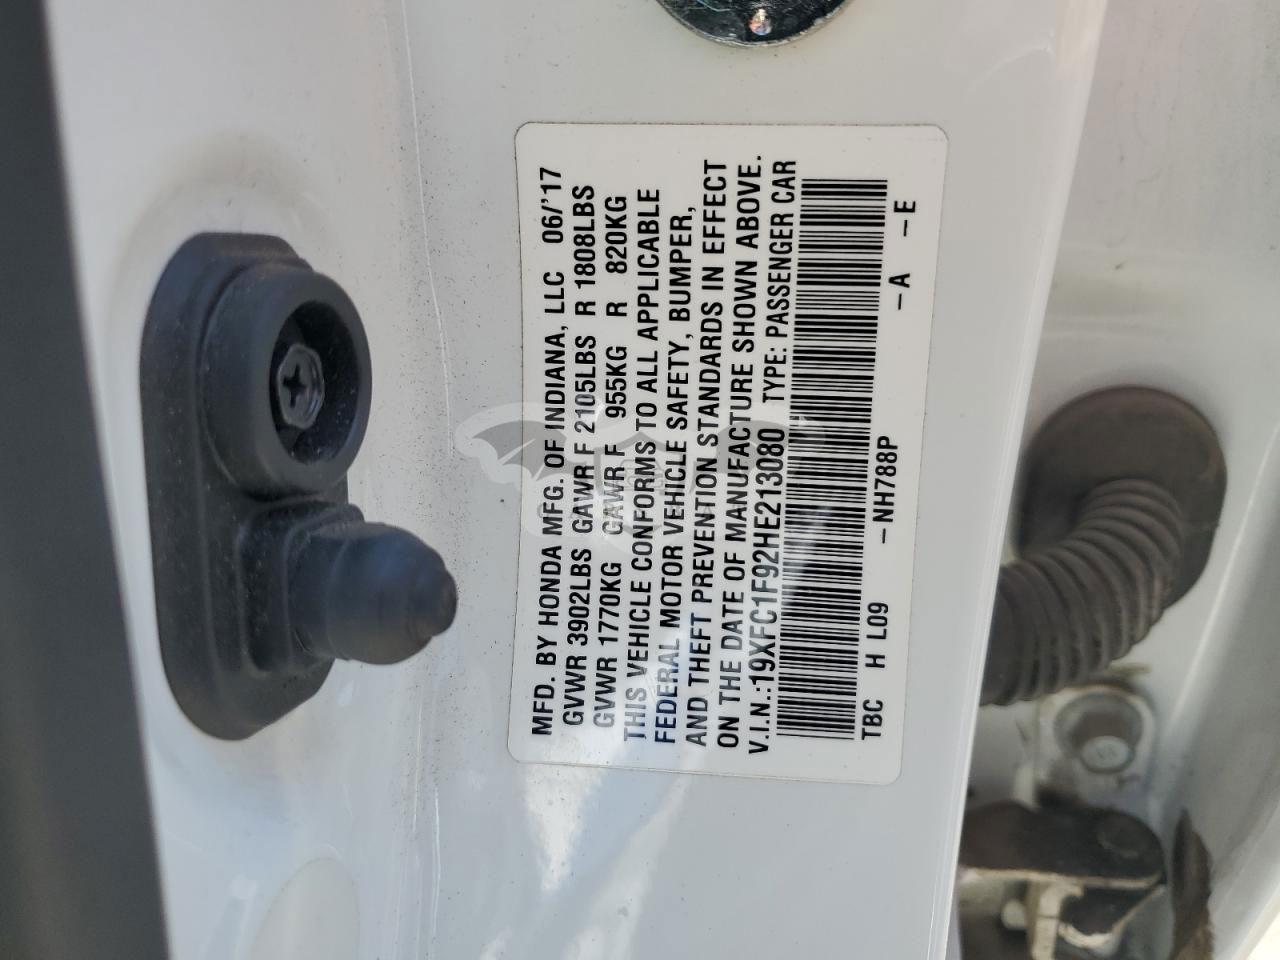 MFD. BY HONDA MFG. OF INDIANA, LLC 06/'17
GVWR 3902LBS GAWR F 2105LBS R 1808LBS
GVWR 1770KG GAWR F 955KG R 820KG
THIS VEHICLE CONFORMS TO ALL APPLICABLE
FEDERAL MOTOR VEHICLE SAFETY, BUMPER,
AND THEFT PREVENTION STANDARDS IN EFFECT
ON THE DATE OF MANUFACTURE SHOWN ABOVE.
V.I.N.:19XFC1F92HE213080 TYPE: PASSENGER CAR
TBC H L09 -NH788P -A -E